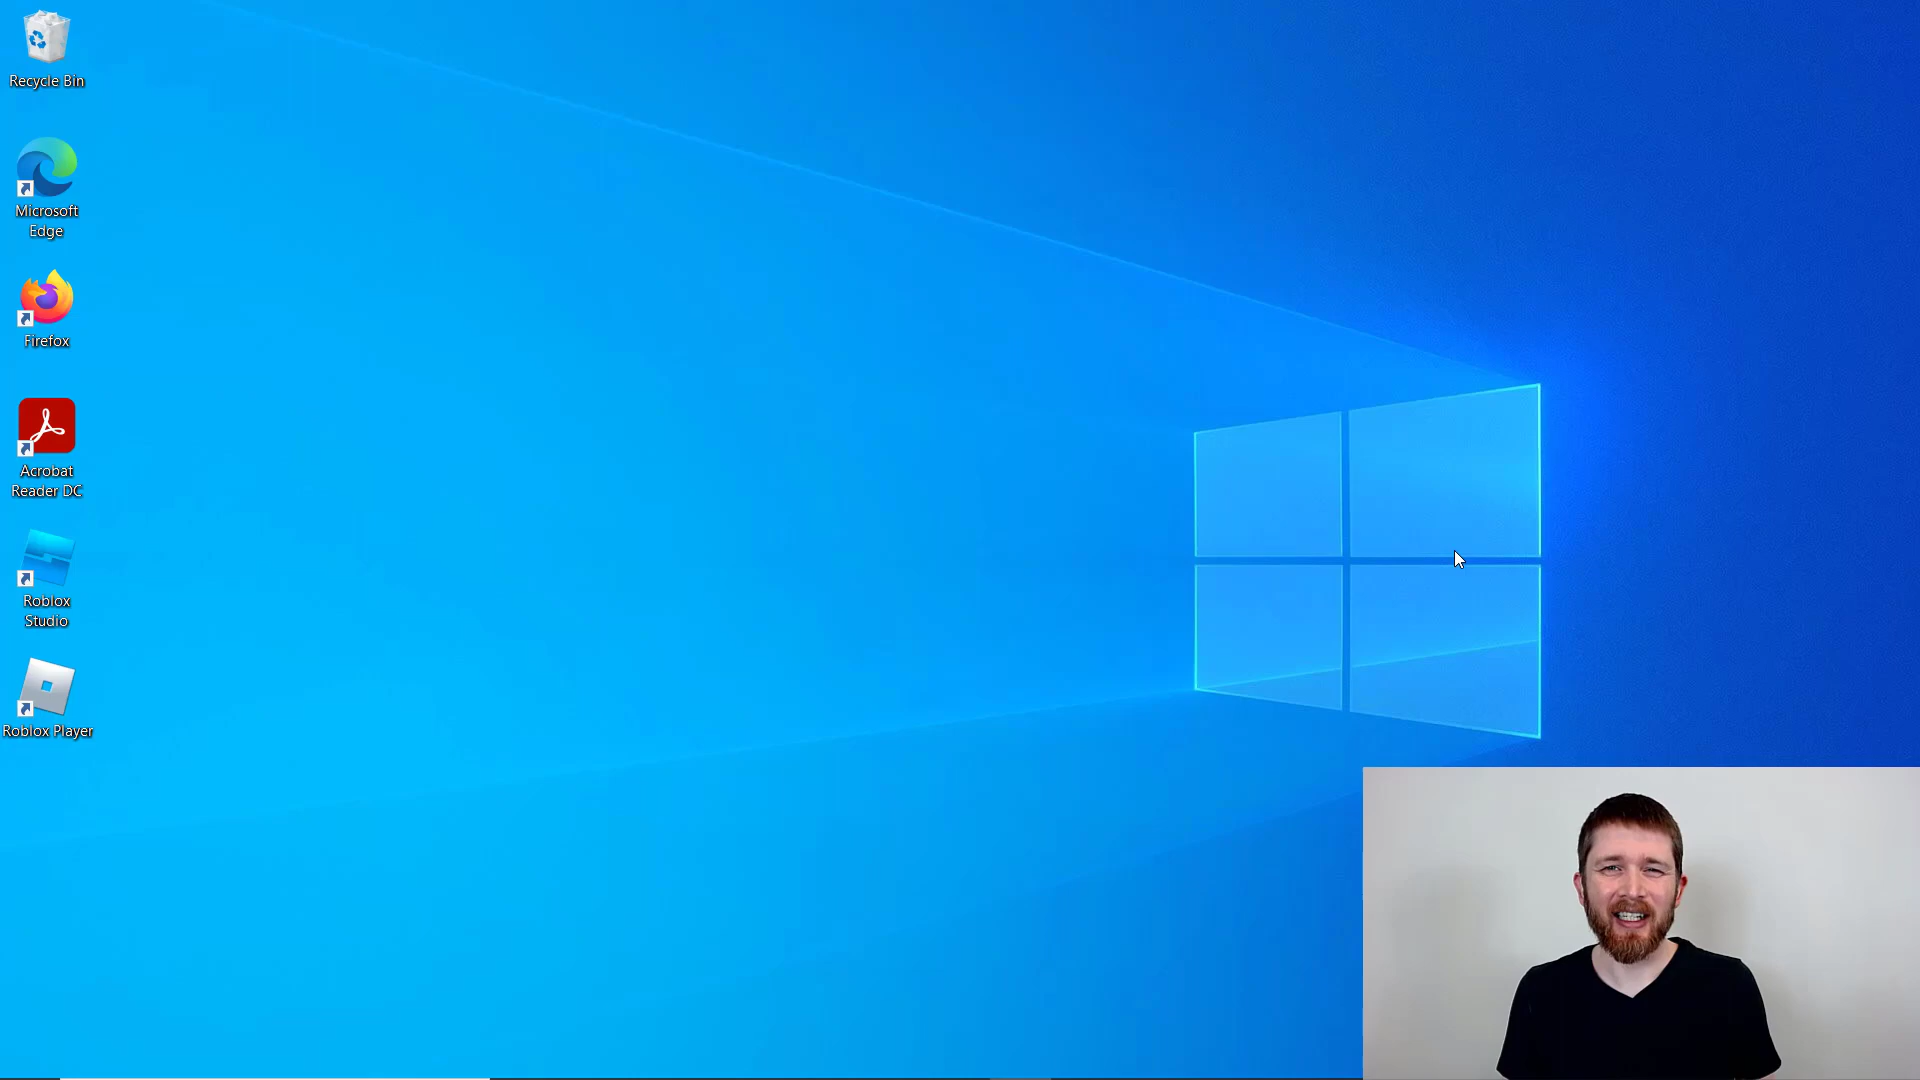 Recycle Bin
Microsoft
Edge
Firefox
Acrobat
Reader DC
Roblox
Studio
Roblox Player